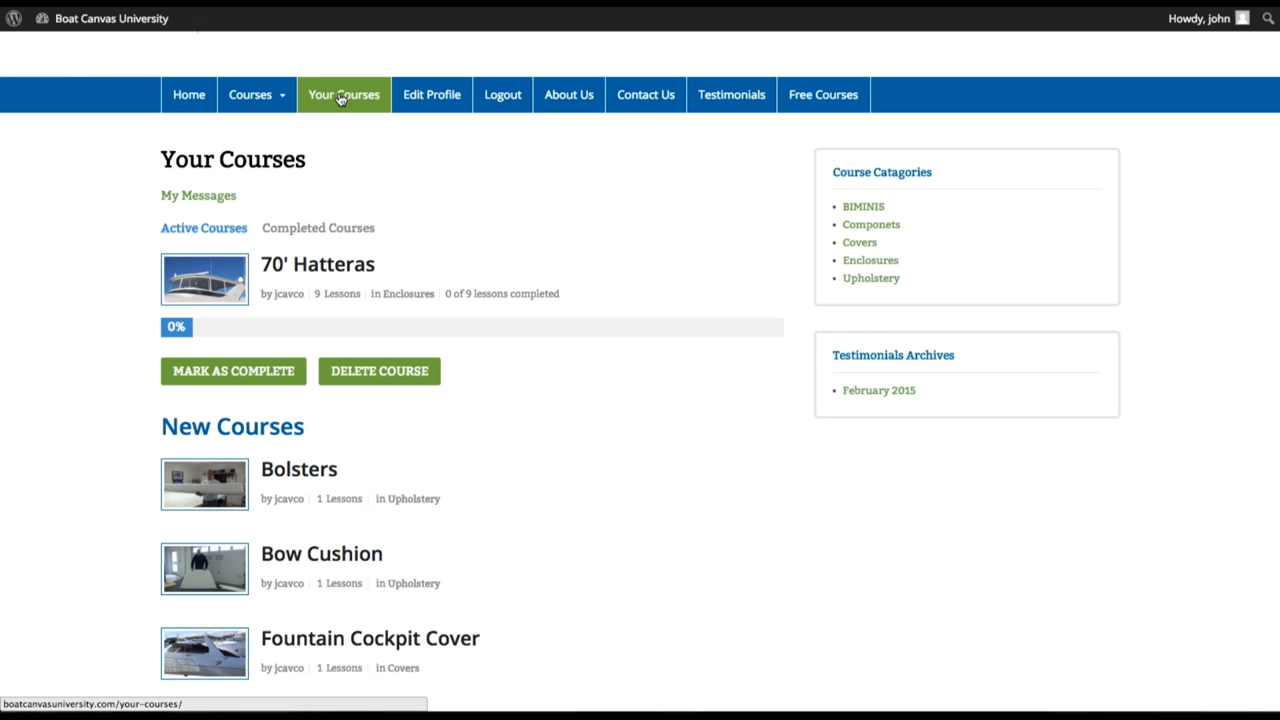 Boat Canvas University
Howdy, john
Home
Courses
Your Courses
Edit Profile
Logout
About Us
Contact Us
Testimonials
Free Courses
Your Courses
My Messages
Active Courses
Completed Courses
70' Hatteras
by jcavco
9 Lessons
in Enclosures
0 of 9 lessons completed
0%
MARK AS COMPLETE
DELETE COURSE
New Courses
Bolsters
by jcavco
1 Lessons
in Upholstery
Bow Cushion
by jcavco
1 Lessons
in Upholstery
Fountain Cockpit Cover
by jcavco
1 Lessons
in Covers
Course Catagories
BIMINIS
Componets
Covers
Enclosures
Upholstery
Testimonials Archives
February 2015
boatcanvasuniversity.com/your-courses/